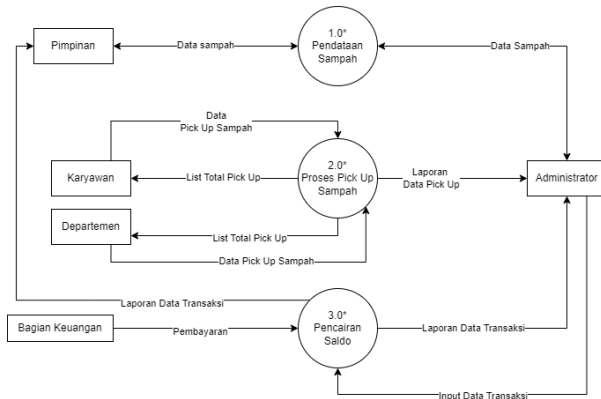 1.0*
Pendataan
Sampah
Pimpinan
Data sampah
Data Sampah
Data
Pick Up Sampah
2.0*
Proses Pick Up
Sampah
Karyawan
List Total Pick Up
Laporan
Data Pick Up
Administrator
Departemen
List Total Pick Up
Data Pick Up Sampah
Laporan Data Transaksi
3.0*
Pencairan
Saldo
Bagian Keuangan
Pembayaran
Laporan Data Transaksi
Input Data Transaksi